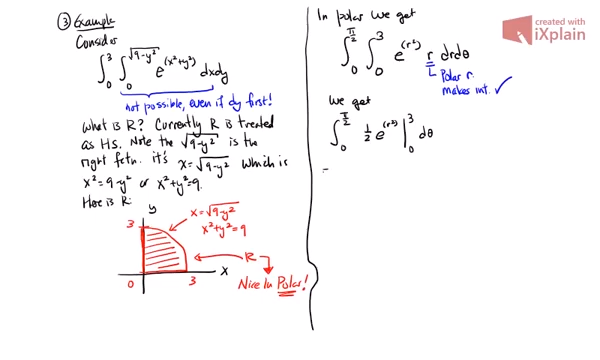 ③ Example
Consider
∫₀³ ∫₀^√(9-y²) e^(x²+y²) dxdy
not possible, even if dy first!
What is R? Currently R is treated
as HS. Note the √(9-y²) is the
right fctn. it's x = √(9-y²) which is
x² = 9-y² or x²+y²=9.
Here is R:
y
3
x = √(9-y²)
x²+y²=9
R
x
0
3
Nice in Polar!
In polar we get
∫₀^(π/2) ∫₀³ e^(r²) r drdθ
Polar r.
makes int. ✓
We get
∫₀^(π/2) ½ e^(r²) |₀³ dθ
=
created with
iXplain